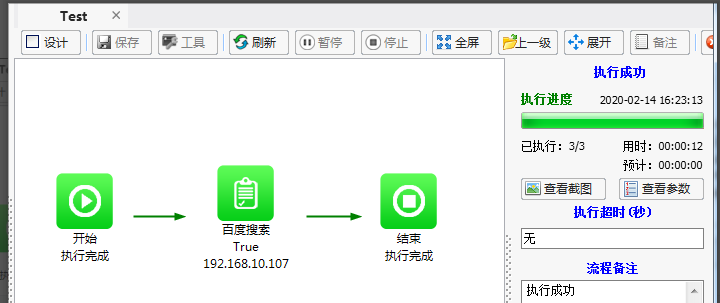 Test
设计 保存 工具 刷新 暂停 停止 全屏 上一级 展开 备注
执行成功
执行进度 2020-02-14 16:23:13
已执行：3/3 用时：00:00:12
预计：00:00:00
查看截图 查看参数
执行超时(秒)
无
流程备注
执行成功
开始
执行完成
百度搜索
True
192.168.10.107
结束
执行完成